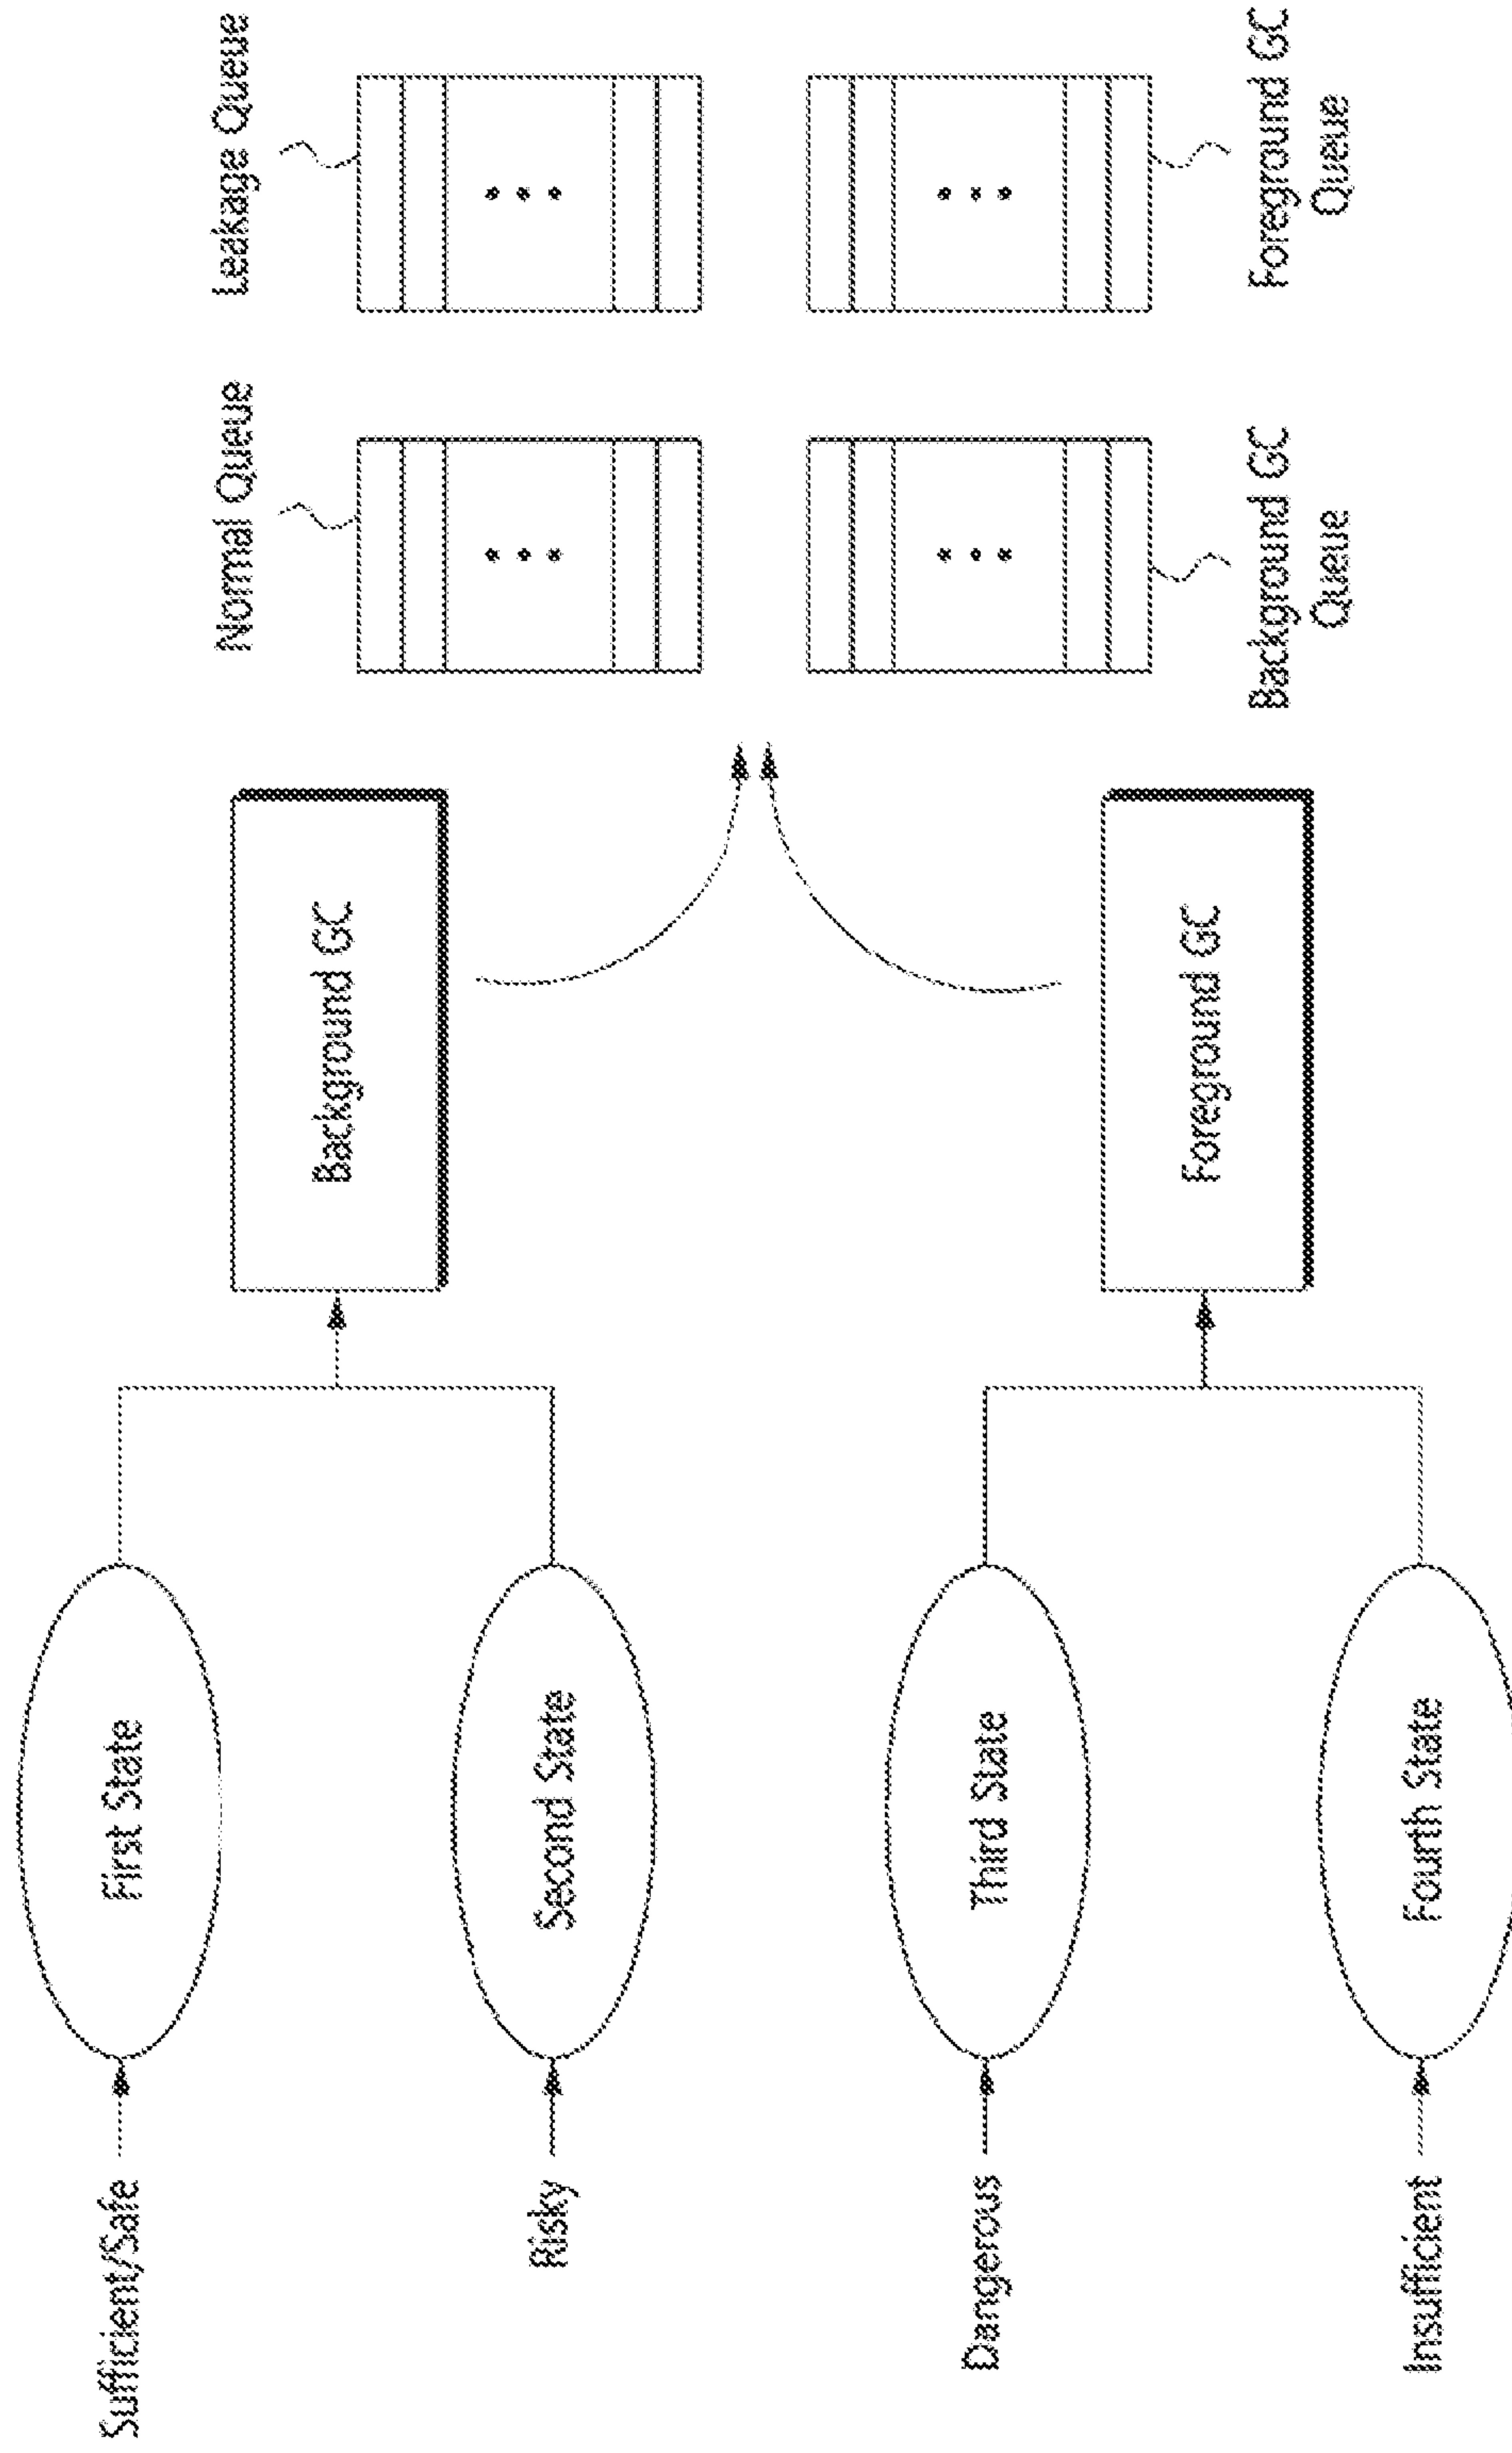 Sufficient/Safe
First State
Risky
Second State
Dangerous
Third State
Insufficient
Fourth State
Background GC
Foreground GC
Normal Queue
Leakage Queue
Background GC
Queue
Foreground GC
Queue